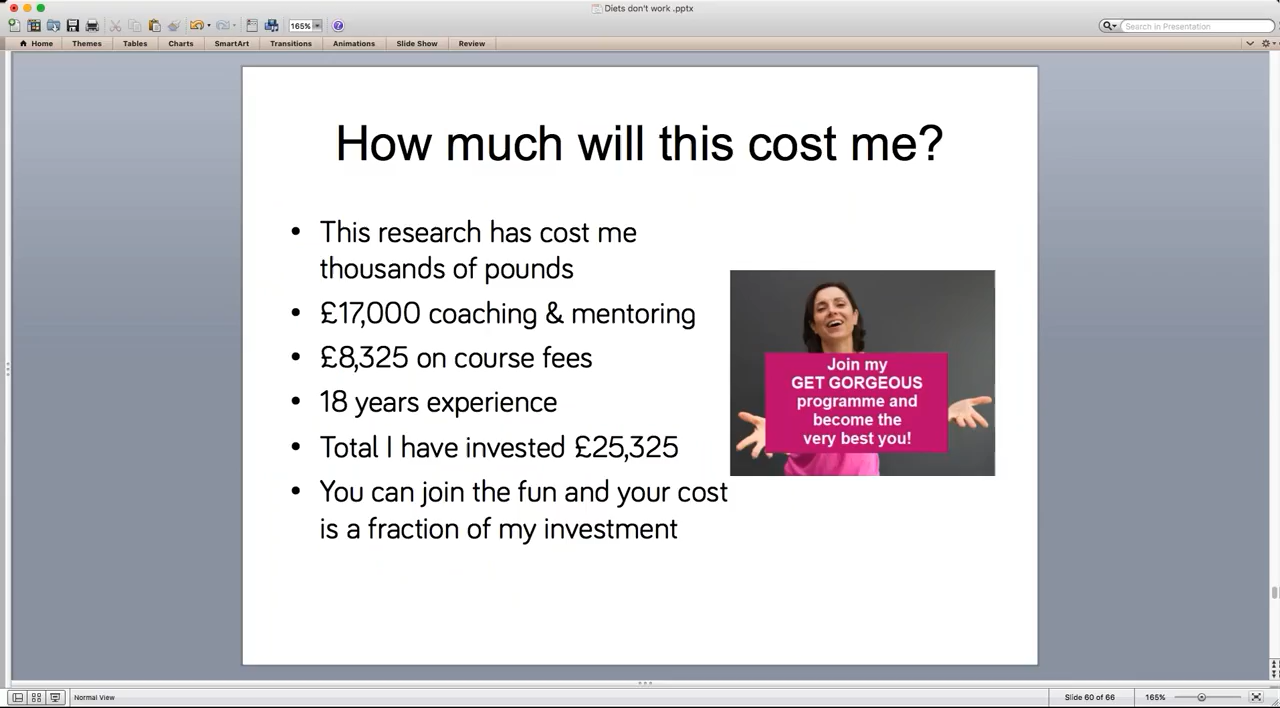 Diets don't work .pptx
165%
Search in Presentation
Home Themes Tables Charts SmartArt Transitions Animations Slide Show Review
How much will this cost me?
• This research has cost me
thousands of pounds
• £17,000 coaching & mentoring
• £8,325 on course fees
• 18 years experience
• Total I have invested £25,325
• You can join the fun and your cost
is a fraction of my investment
Join my
GET GORGEOUS
programme and
become the
very best you!
Normal View
Slide 60 of 66
165%